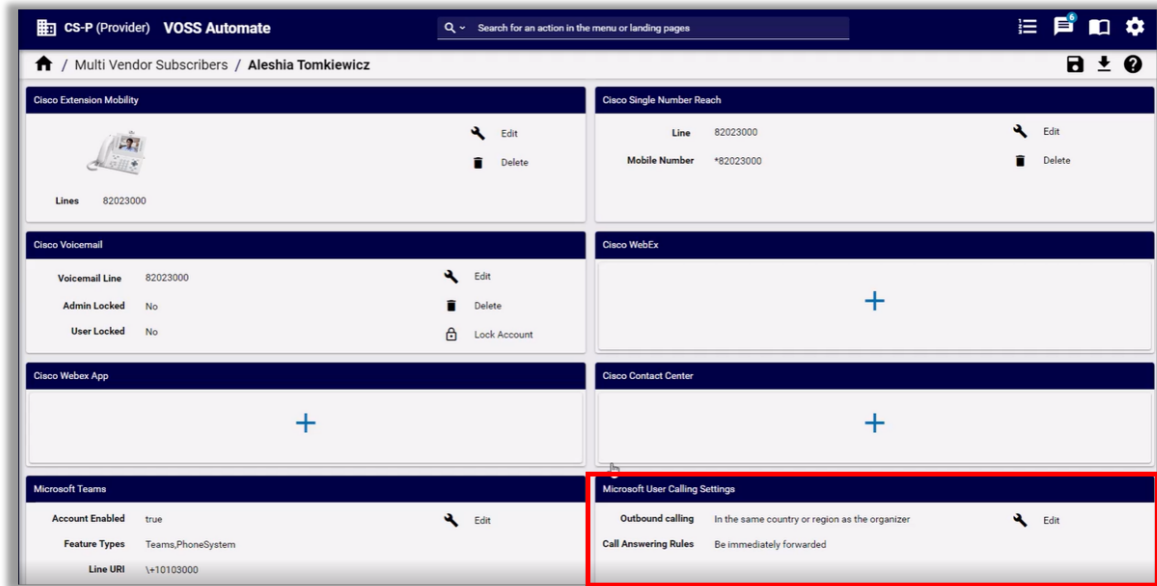 CS-P (Provider) VOSS Automate
Search for an action in the menu or landing pages
6
/ Multi Vendor Subscribers / Aleshia Tomkiewicz
Cisco Extension Mobility
Edit
Delete
Lines 82023000
Cisco Single Number Reach
Line 82023000
Edit
Mobile Number *82023000
Delete
Cisco Voicemail
Voicemail Line 82023000
Edit
Admin Locked No
Delete
User Locked No
Lock Account
Cisco WebEx
+
Cisco Webex App
+
Cisco Contact Center
+
Microsoft Teams
Account Enabled true
Edit
Feature Types Teams,PhoneSystem
Line URI \+10103000
Microsoft User Calling Settings
Outbound calling In the same country or region as the organizer
Edit
Call Answering Rules Be immediately forwarded